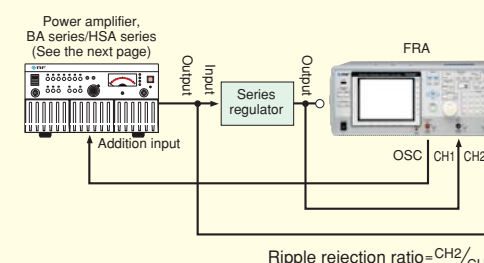 Power amplifier,
BA series/HSA series
(See the next page)
FRA
Output
Input
Series
regulator
Output
Addition input
OSC
CH1
CH2
Ripple rejection ratio=CH2/